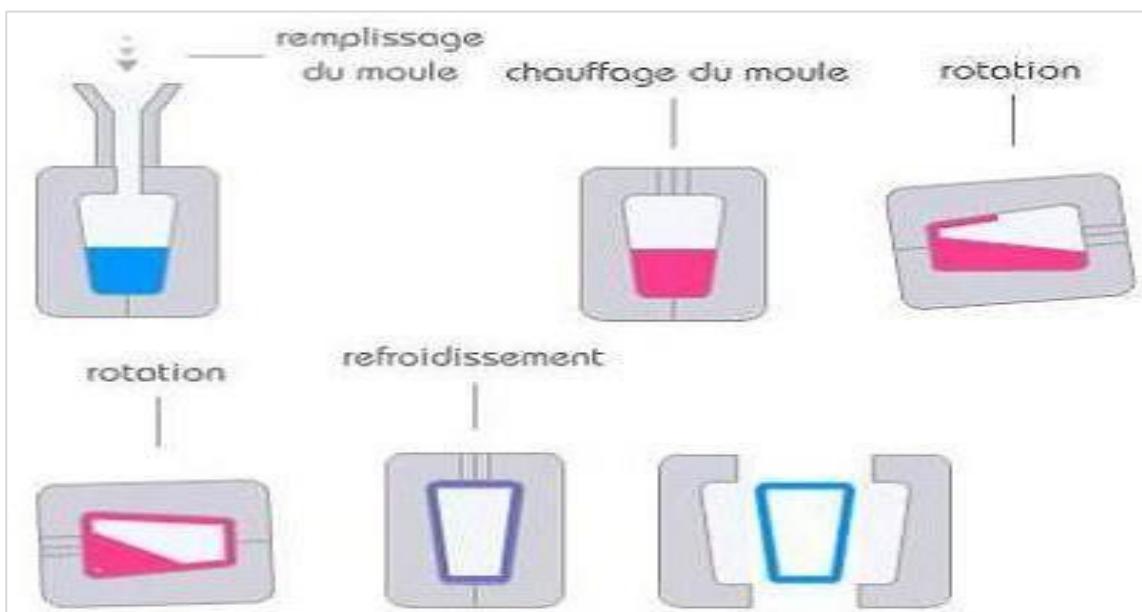 remplissage
du moule
chauffage du moule
rotation
rotation
refroidissement